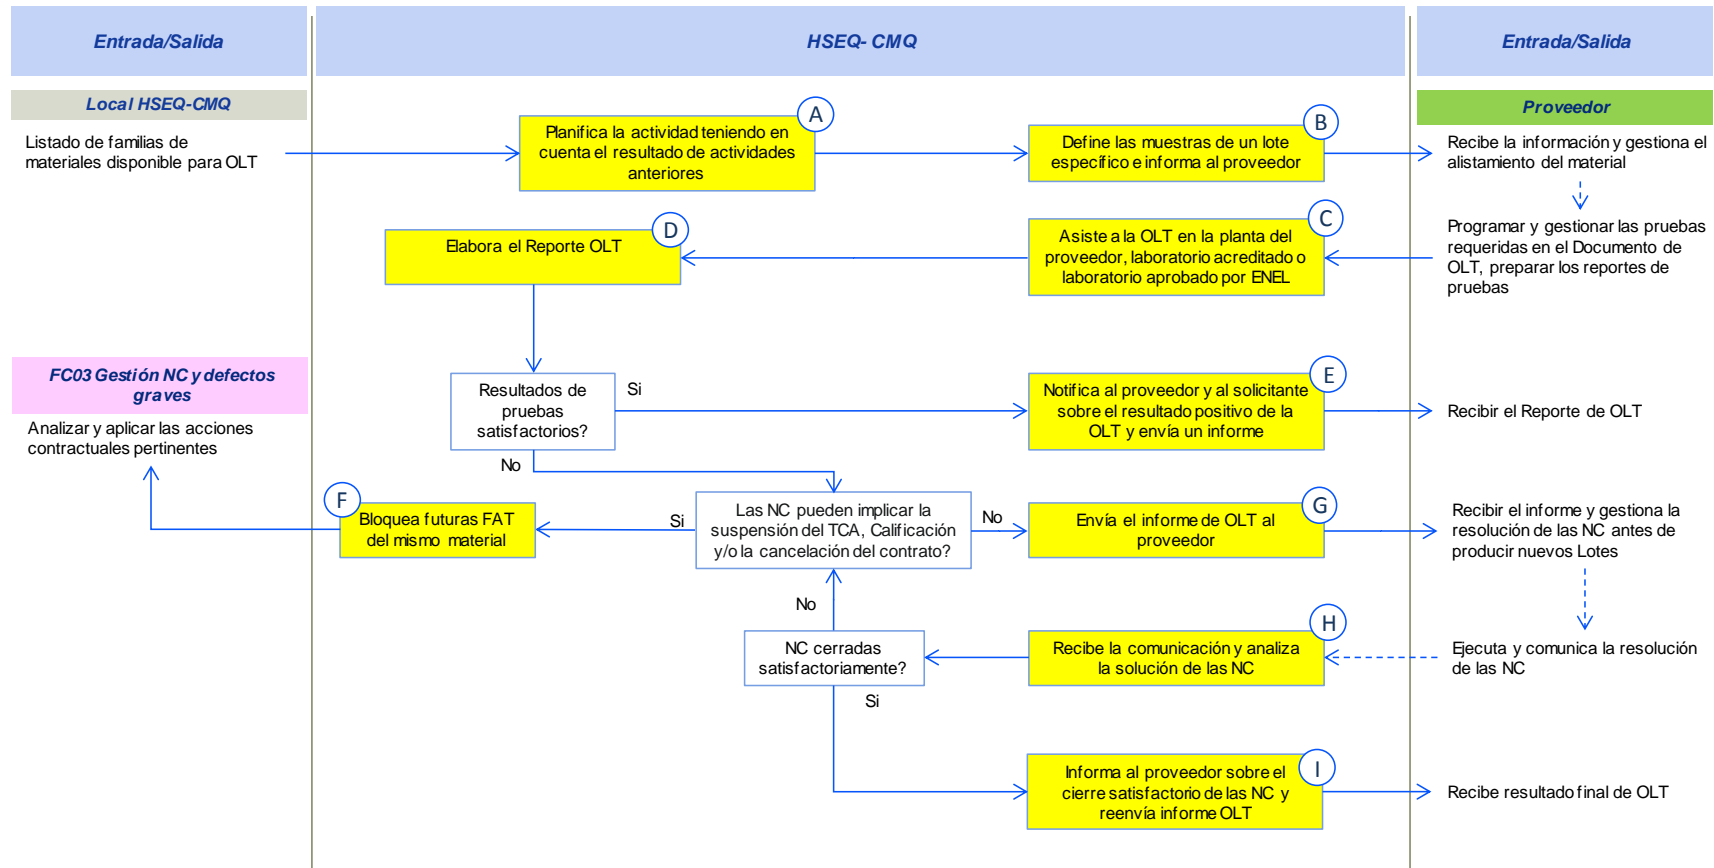 Entrada/Salida
HSEQ- CMQ
Entrada/Salida
Local HSEQ-CMQ
Proveedor
Listado de familias de
materiales disponible para OLT
A
Planifica la actividad teniendo en
cuenta el resultado de actividades
anteriores
B
Define las muestras de un lote
específico e informa al proveedor
Recibe la información y gestiona el
alistamiento del material
D
Elabora el Reporte OLT
C
Asiste a la OLT en la planta del
proveedor, laboratorio acreditado o
laboratorio aprobado por ENEL
Programar y gestionar las pruebas
requeridas en el Documento de
OLT, preparar los reportes de
pruebas
FC03 Gestión NC y defectos
graves
Analizar y aplicar las acciones
contractuales pertinentes
Resultados de
pruebas
satisfactorios?
Si
No
E
Notifica al proveedor y al solicitante
sobre el resultado positivo de la
OLT y envía un informe
Recibir el Reporte de OLT
F
Bloquea futuras FAT
del mismo material
Si
Las NC pueden implicar la
suspensión del TCA, Calificación
y/o la cancelación del contrato?
No
G
Envía el informe de OLT al
proveedor
Recibir el informe y gestiona la
resolución de las NC antes de
producir nuevos Lotes
No
NC cerradas
satisfactoriamente?
Si
H
Recibe la comunicación y analiza
la solución de las NC
Ejecuta y comunica la resolución
de las NC
I
Informa al proveedor sobre el
cierre satisfactorio de las NC y
reenvía informe OLT
Recibe resultado final de OLT